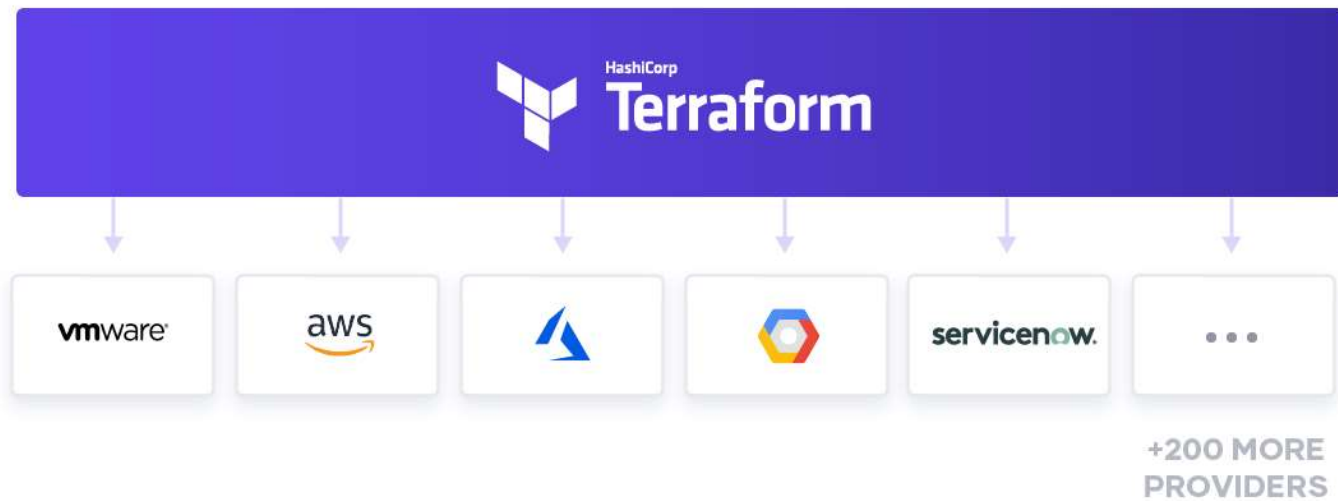 HashiCorp
Terraform
vmware®
aws
servicenow.
+200 MORE
PROVIDERS